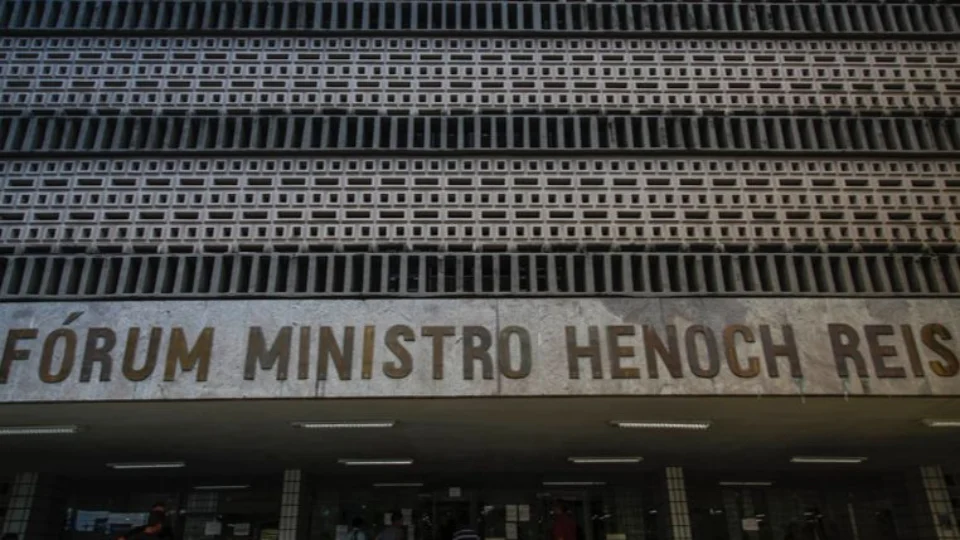 FÓRUM MINISTRO HENOCH REIS